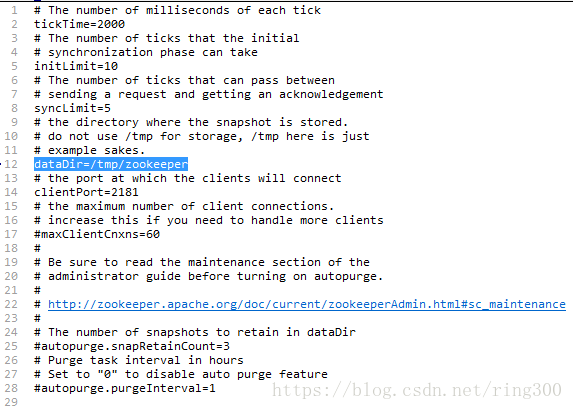 1 # The number of milliseconds of each tick
2 tickTime=2000
3 # The number of ticks that the initial
4 # synchronization phase can take
5 initLimit=10
6 # The number of ticks that can pass between
7 # sending a request and getting an acknowledgement
8 syncLimit=5
9 # the directory where the snapshot is stored.
10 # do not use /tmp for storage, /tmp here is just
11 # example sakes.
12 dataDir=/tmp/zookeeper
13 # the port at which the clients will connect
14 clientPort=2181
15 # the maximum number of client connections.
16 # increase this if you need to handle more clients
17 #maxClientCnxns=60
18 #
19 # Be sure to read the maintenance section of the
20 # administrator guide before turning on autopurge.
21 #
22 # http://zookeeper.apache.org/doc/current/zookeeperAdmin.html#sc_maintenance
23 #
24 # The number of snapshots to retain in dataDir
25 #autopurge.snapRetainCount=3
26 # Purge task interval in hours
27 # Set to "0" to disable auto purge feature
28 #autopurge.purgeInterval=1
29
https://blog.csdn.net/ring300